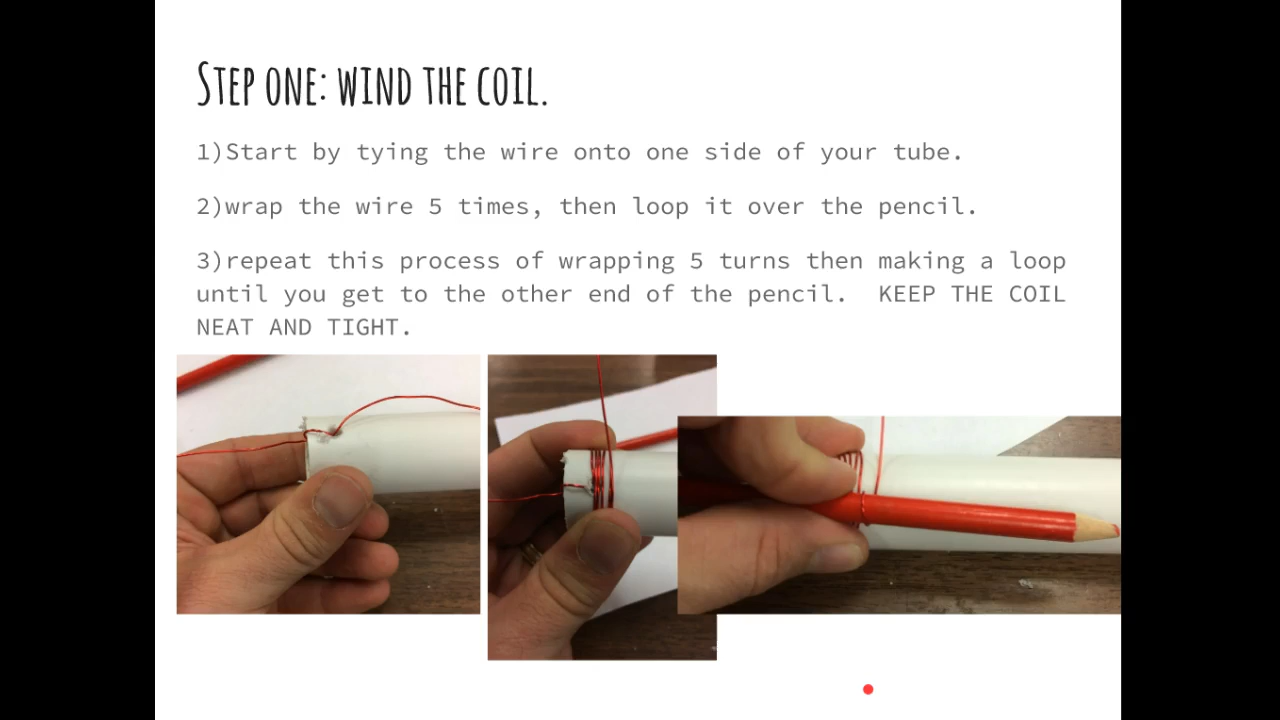 Step one: wind the coil.
1)Start by tying the wire onto one side of your tube.
2)wrap the wire 5 times, then loop it over the pencil.
3)repeat this process of wrapping 5 turns then making a loop
until you get to the other end of the pencil.  KEEP THE COIL
NEAT AND TIGHT.